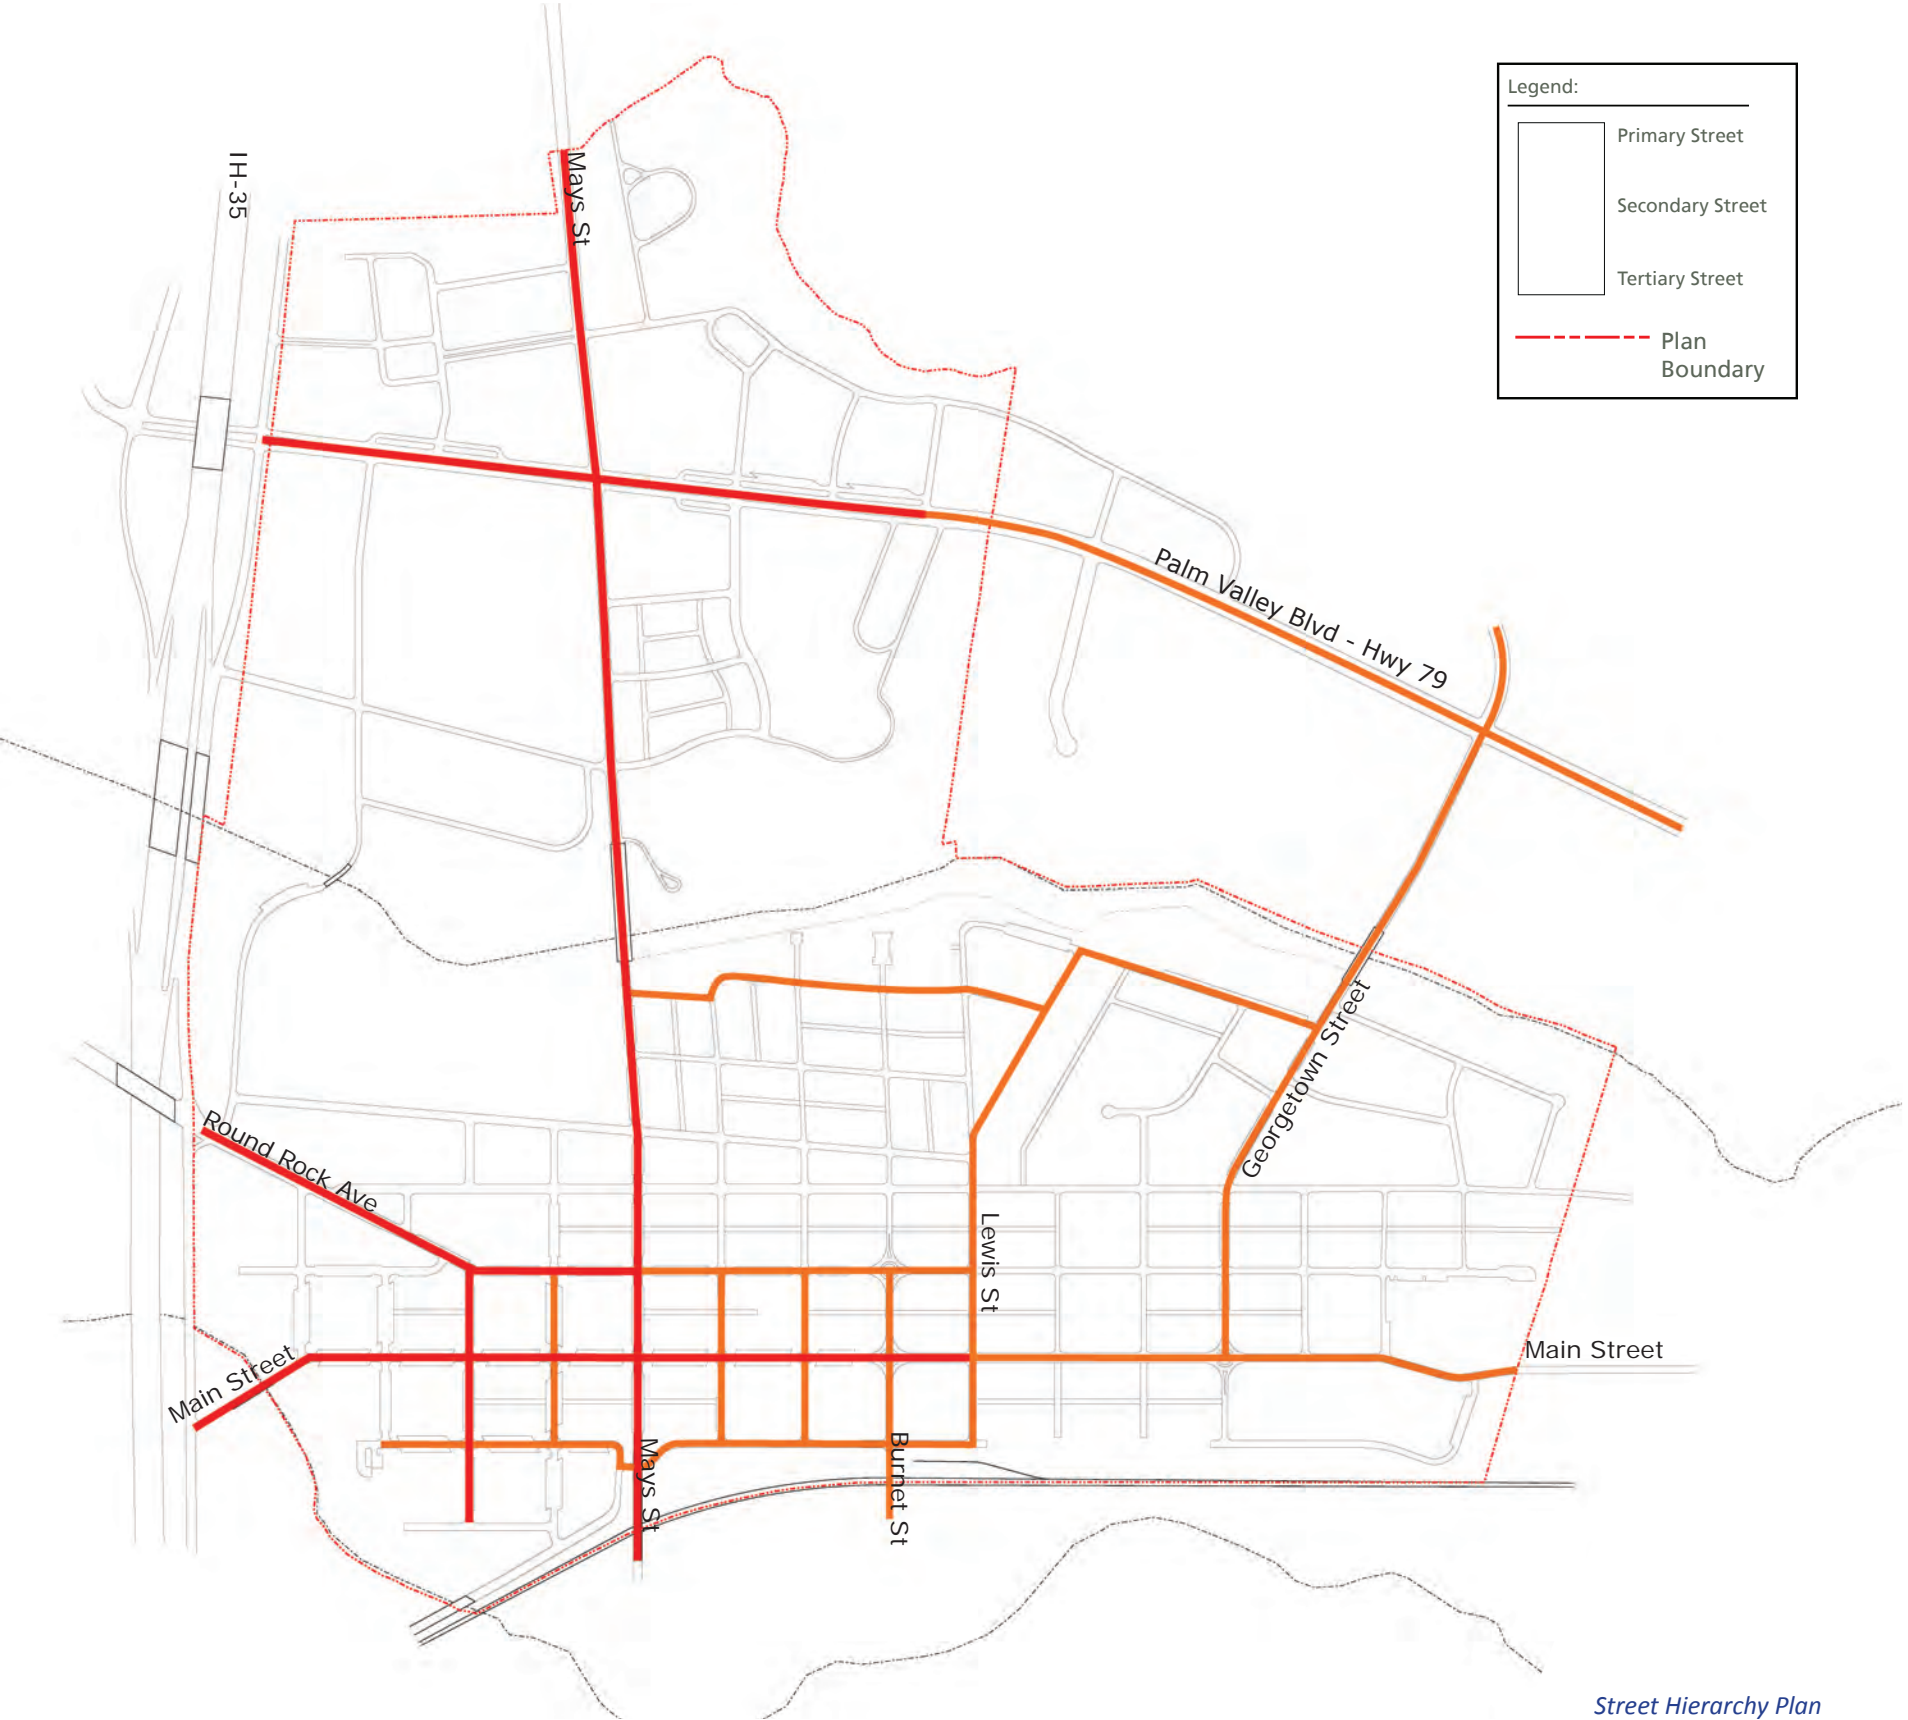 Legend:
Primary Street
Secondary Street
Tertiary Street
Plan
Boundary
IH-35
Mays St
Palm Valley Blvd - Hwy 79
Georgetown Street
Round Rock Ave
Lewis St
Main Street
Main Street
Mays St
Burnet St
Street Hierarchy Plan